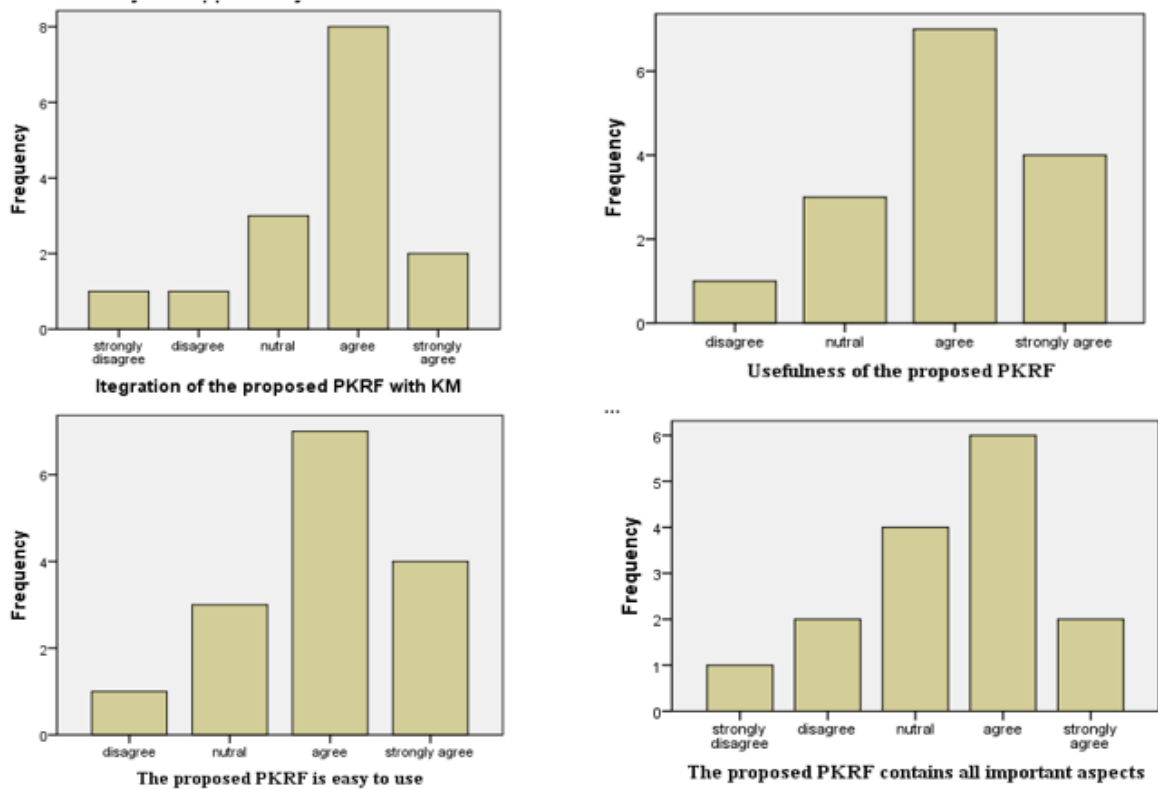 8
6
4
2
0
Frequency
strongly disagree
disagree
nutral
agree
strongly agree
Itegration of the proposed PKRF with KM
6
4
2
0
Frequency
disagree
nutral
agree
strongly agree
Usefulness of the proposed PKRF
6
4
2
0
Frequency
disagree
nutral
agree
strongly agree
The proposed PKRF is easy to use
...
6
5
4
3
2
1
0
Frequency
strongly disagree
disagree
nutral
agree
strongly agree
The proposed PKRF contains all important aspects